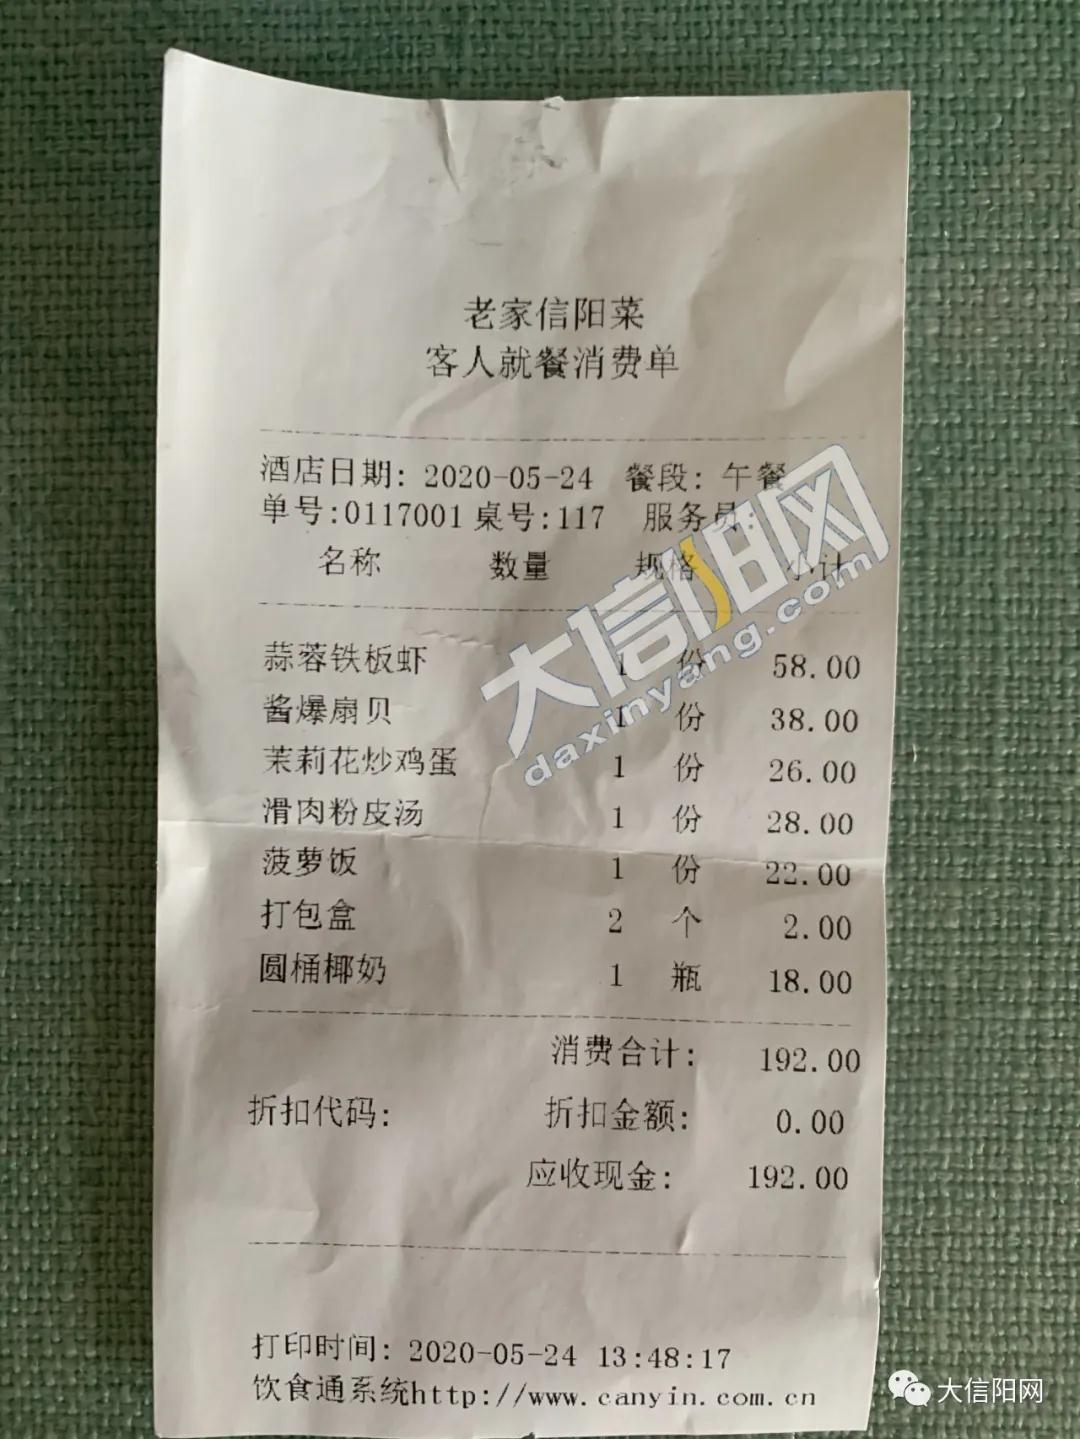 老家信阳菜
客人就餐消费单
酒店日期: 2020-05-24 餐段: 午餐
单号:0117001 桌号:117 服务员:
名称 数量 规格 小计
蒜蓉铁板虾 1 份 58.00
酱爆扇贝 1 份 38.00
茉莉花炒鸡蛋 1 份 26.00
滑肉粉皮汤 1 份 28.00
菠萝饭 1 份 22.00
打包盒 2 个 2.00
圆桶椰奶 1 瓶 18.00
消费合计: 192.00
折扣代码: 折扣金额: 0.00
应收现金: 192.00
打印时间: 2020-05-24 13:48:17
饮食通系统http://www.canyin.com.cn
大信阳网
daxinyang.com
大信阳网